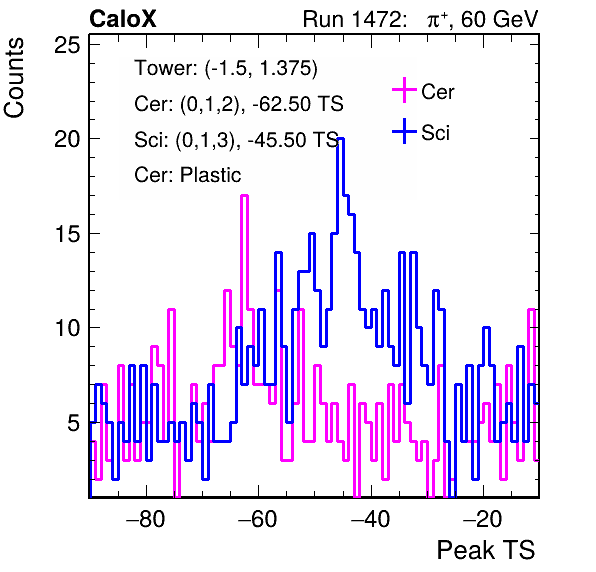 CaloX Run 1472: π⁺, 60 GeV
Counts
25
20
15
10
5
Tower: (-1.5, 1.375)
Cer: (0,1,2), -62.50 TS
Sci: (0,1,3), -45.50 TS
Cer: Plastic
Cer
Sci
−80 −60 −40 −20
Peak TS